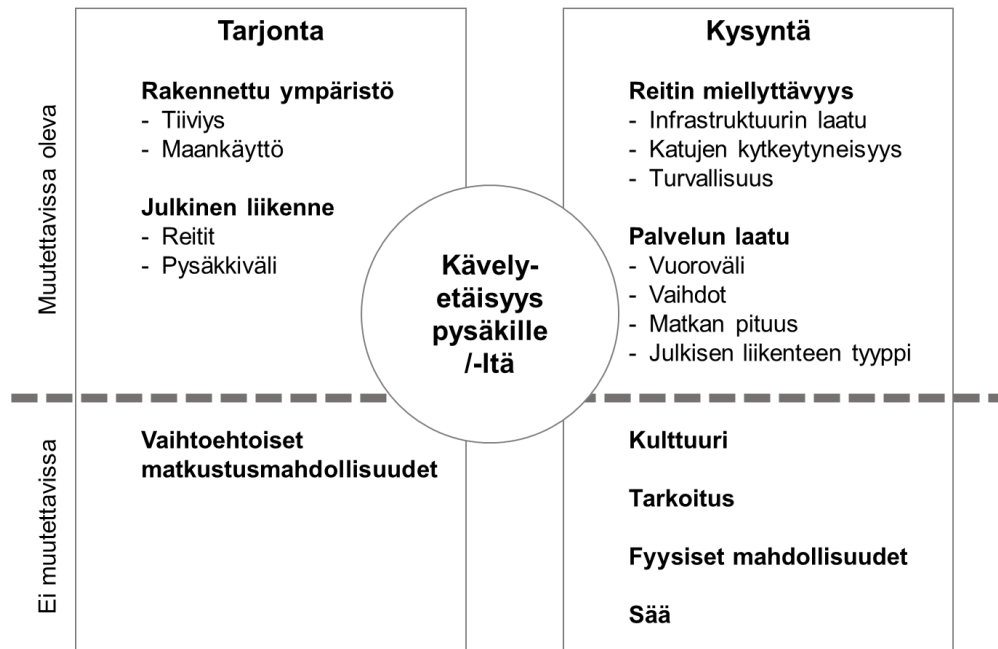 Tarjonta
Rakennettu ympäristö
- Tiiviys
- Maankäyttö
Julkinen liikenne
- Reitit
- Pysäkkiväli
Kysyntä
Reitin miellyttävyys
- Infrastruktuurin laatu
- Katujen kytkeytyneisyys
- Turvallisuus
Palvelun laatu
- Vuoroväli
- Vaihdot
- Matkan pituus
- Julkisen liikenteen tyyppi
Kävely-
etäisyys
pysäkille
/-ltä
Muutettavissa oleva
Vaihtoehtoiset
matkustusmahdollisuudet
Kulttuuri
Tarkoitus
Fyysiset mahdollisuudet
Sää
Ei muutettavissa